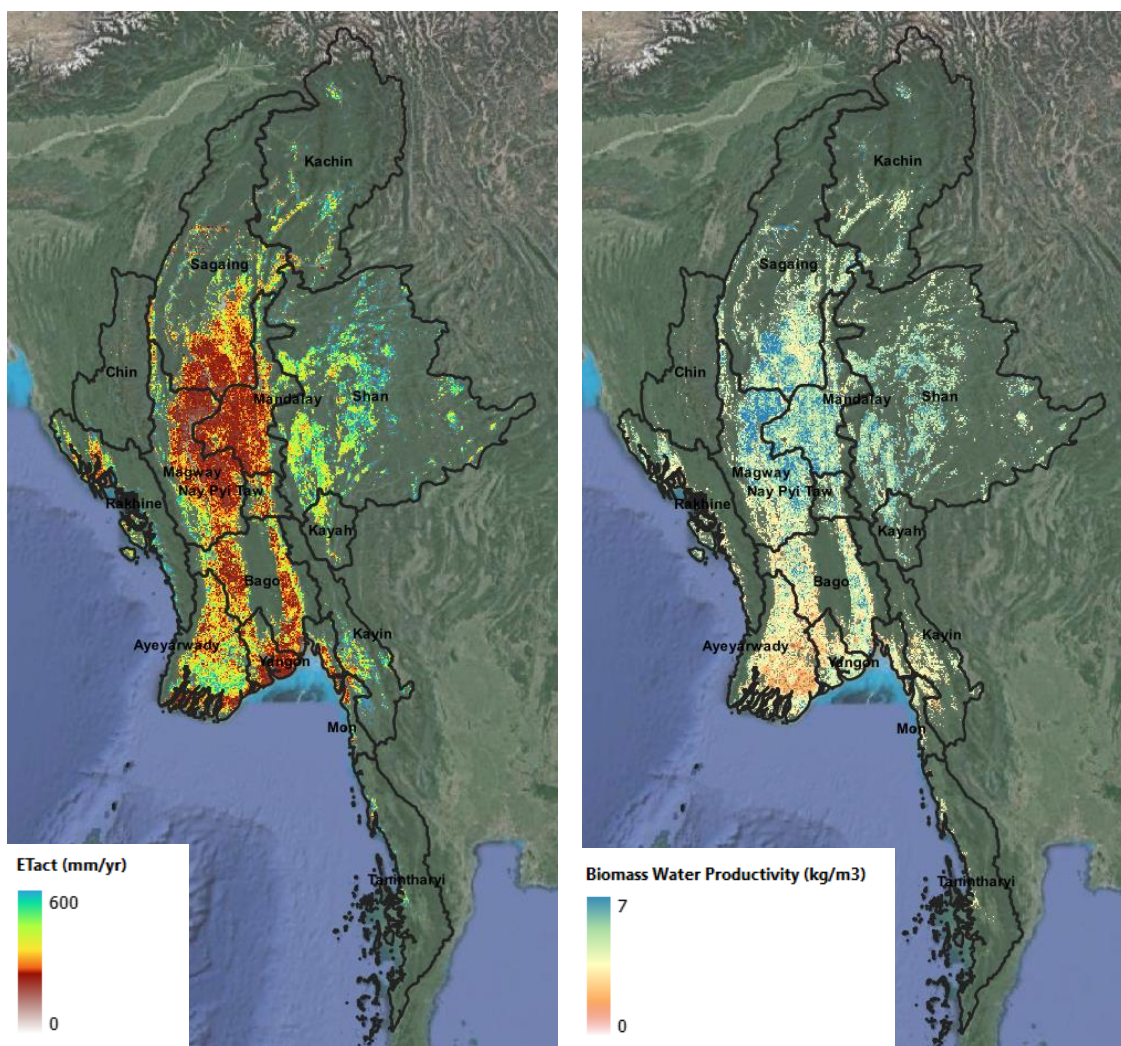 Kachin
Sagaing
Chin
Mandalay
Shan
Magway
Nay Pyi Taw
Rakhine
Kayah
Bago
Ayeyarwady
Kayin
Yangon
Mon
Tanintharyi
ETact (mm/yr)
600
0
Kachin
Sagaing
Chin
Mandalay
Shan
Magway
Nay Pyi Taw
Rakhine
Kayah
Bago
Ayeyarwady
Kayin
Yangon
Mon
Tanintharyi
Biomass Water Productivity (kg/m3)
7
0